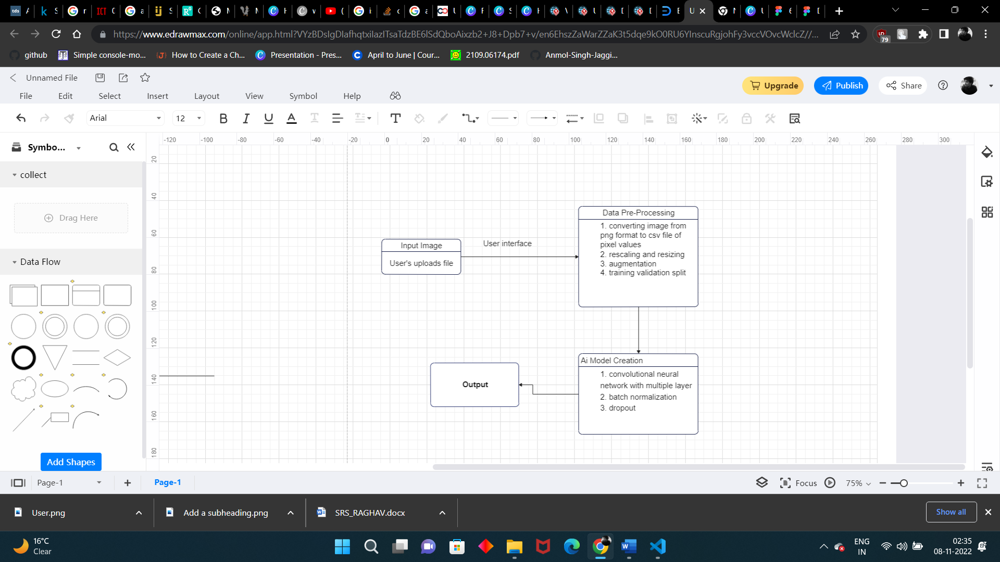 tds
https://www.edrawmax.com/online/app.html?VYzBDsIgDIafhqtxiIazITsaTdzBE6lSdQboAixzb2+J8+Dpb7+v/en6EhszZaWarZZaK3t5dqe9kO0RU6YInscuRgjohFy3vccVOvcWclcZ//...
79
github
Simple console-mo...
How to Create a Ch...
Presentation - Pres...
April to June | Cour...
2109.06174.pdf
Anmol-Singh-Jaggi...
Unnamed File
Upgrade
Publish
Share
File
Edit
Select
Insert
Layout
View
Symbol
Help
Arial
12
Symbo...
-120 -100 -80 -60 -40 -20 0 20 40 60 80 100 120 140 160 180 200 220 240 260 280 300
20
40
60
80
100
120
140
160
180
collect
Drag Here
Data Flow
Add Shapes
Input Image
User's uploads file
User interface
Data Pre-Processing
1. converting image from
png format to csv file of
pixel values
2. rescaling and resizing
3. augmentation
4. training validation split
Ai Model Creation
1. convolutional neural
network with multiple layer
2. batch normalization
3. dropout
Output
Page-1
Page-1
Focus
75%
User.png
Add a subheading.png
SRS_RAGHAV.docx
Show all
16°C
Clear
ENG
IN
02:35
08-11-2022